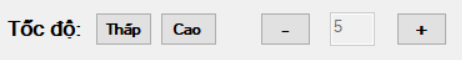 Tốc độ: Thấp Cao - 5 +